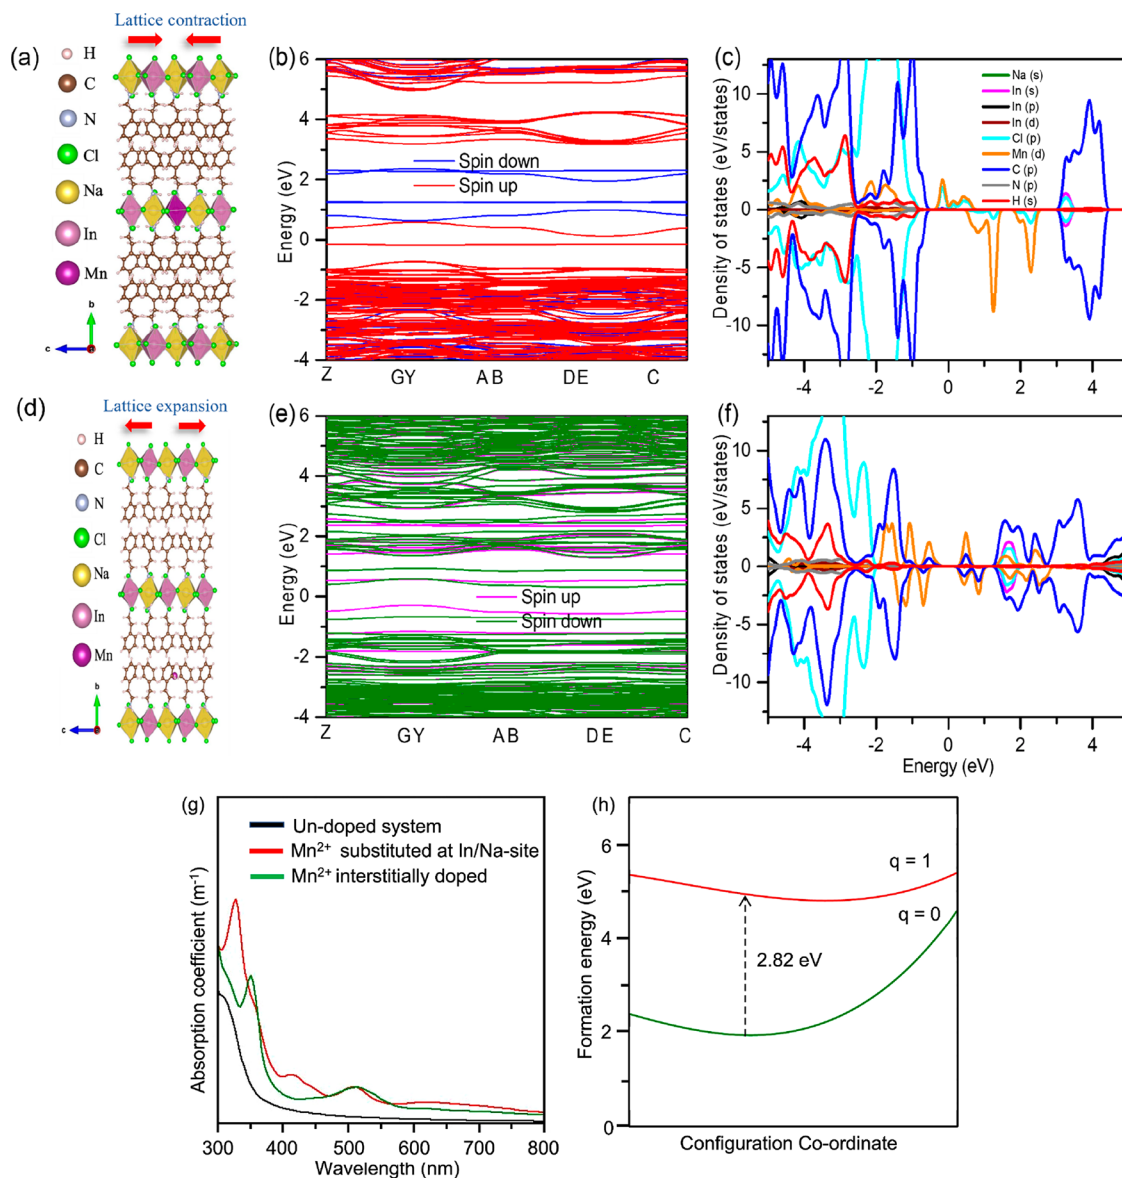 Lattice contraction
(a)
H
C
N
Cl
Na
In
Mn
b
c
(b)
Energy (eV)
6
4
2
0
-2
-4
Spin down
Spin up
Z GY AB DE C
(c)
Density of states (eV/states)
10
5
0
-5
-10
Na (s)
In (s)
In (p)
In (d)
Cl (p)
Mn (d)
C (p)
N (p)
H (s)
-4 -2 0 2 4
(d)
Lattice expansion
H
C
N
Cl
Na
In
Mn
b
c
(e)
Energy (eV)
6
4
2
0
-2
-4
Spin up
Spin down
Z GY AB DE C
(f)
Density of states (eV/states)
10
5
0
-5
-10
-4 -2 0 2 4
Energy (eV)
(g)
Absorption coefficient (m⁻¹)
Un-doped system
Mn²⁺ substituted at In/Na-site
Mn²⁺ interstitially doped
300 400 500 600 700 800
Wavelength (nm)
(h)
Formation energy (eV)
6
4
2
0
q = 1
q = 0
2.82 eV
Configuration Co-ordinate